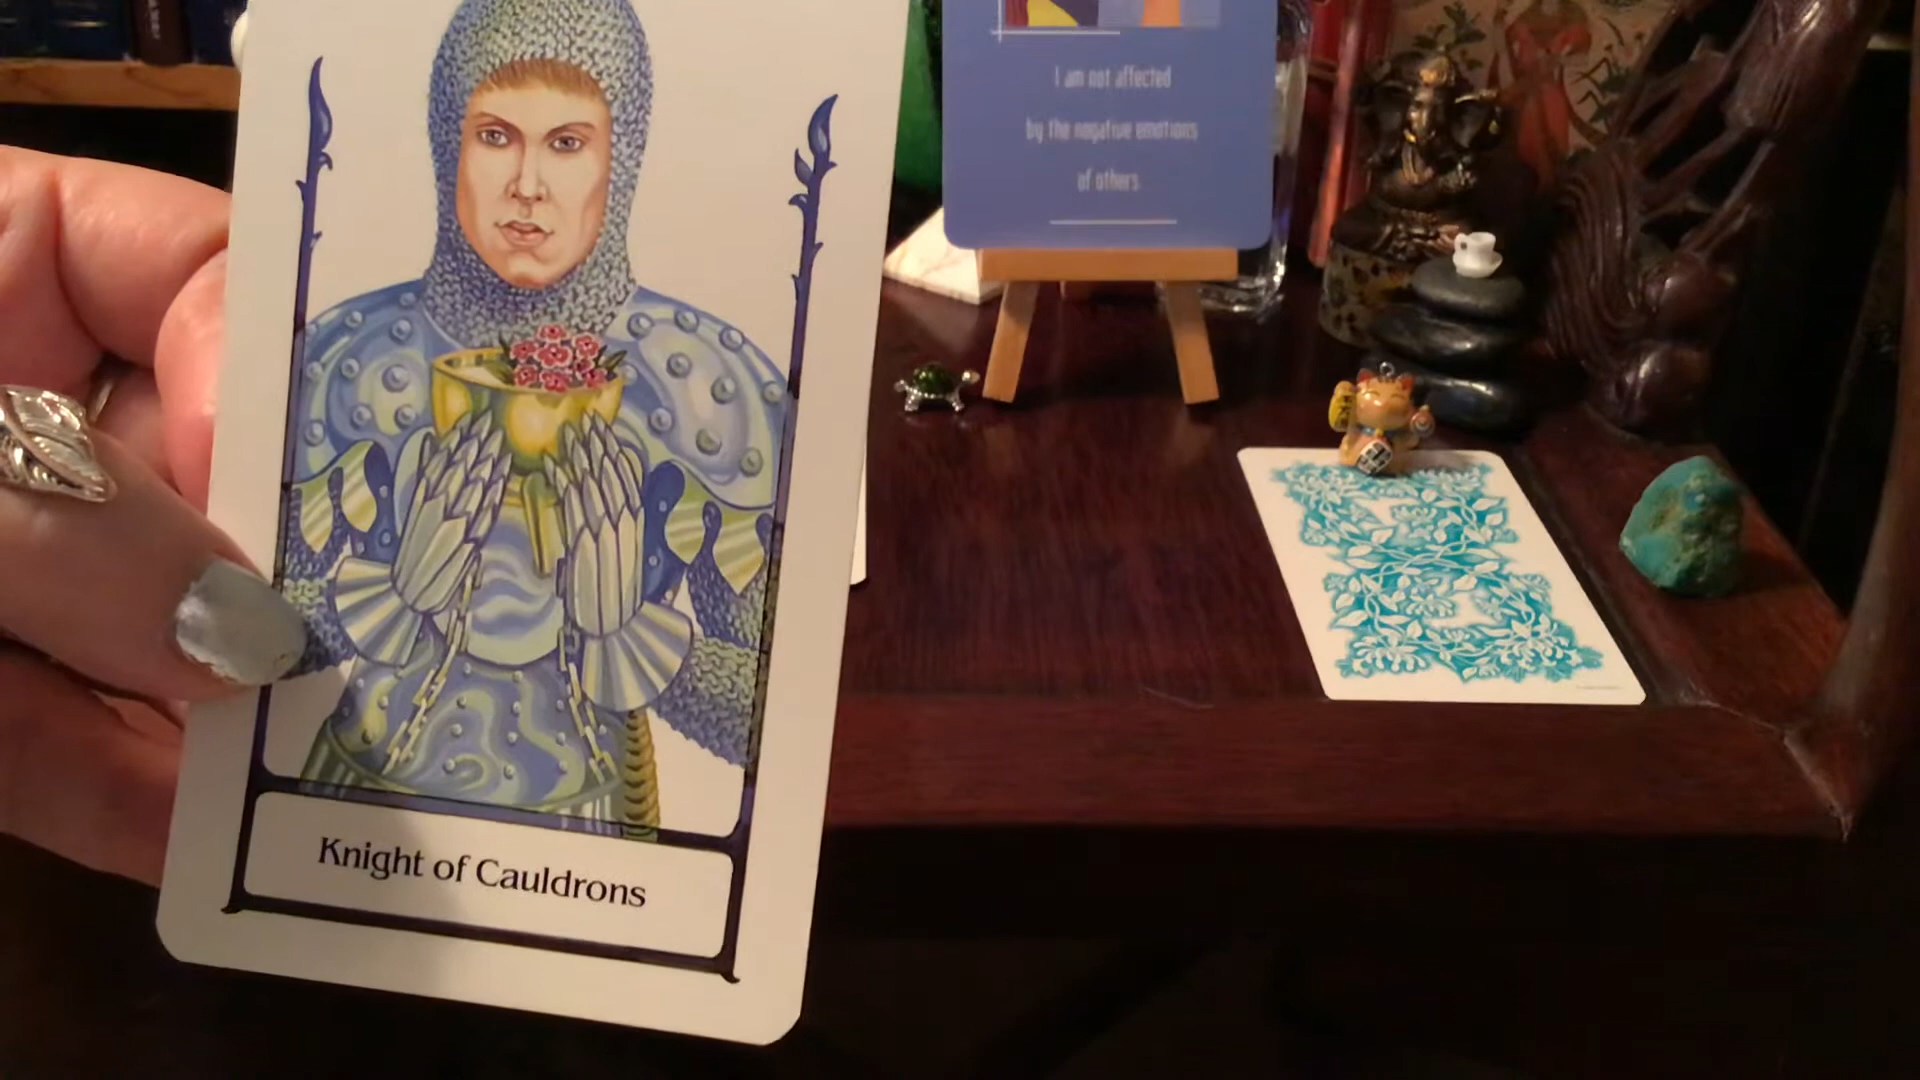 I am not affected
by the negative emotions
of others
Knight of Cauldrons